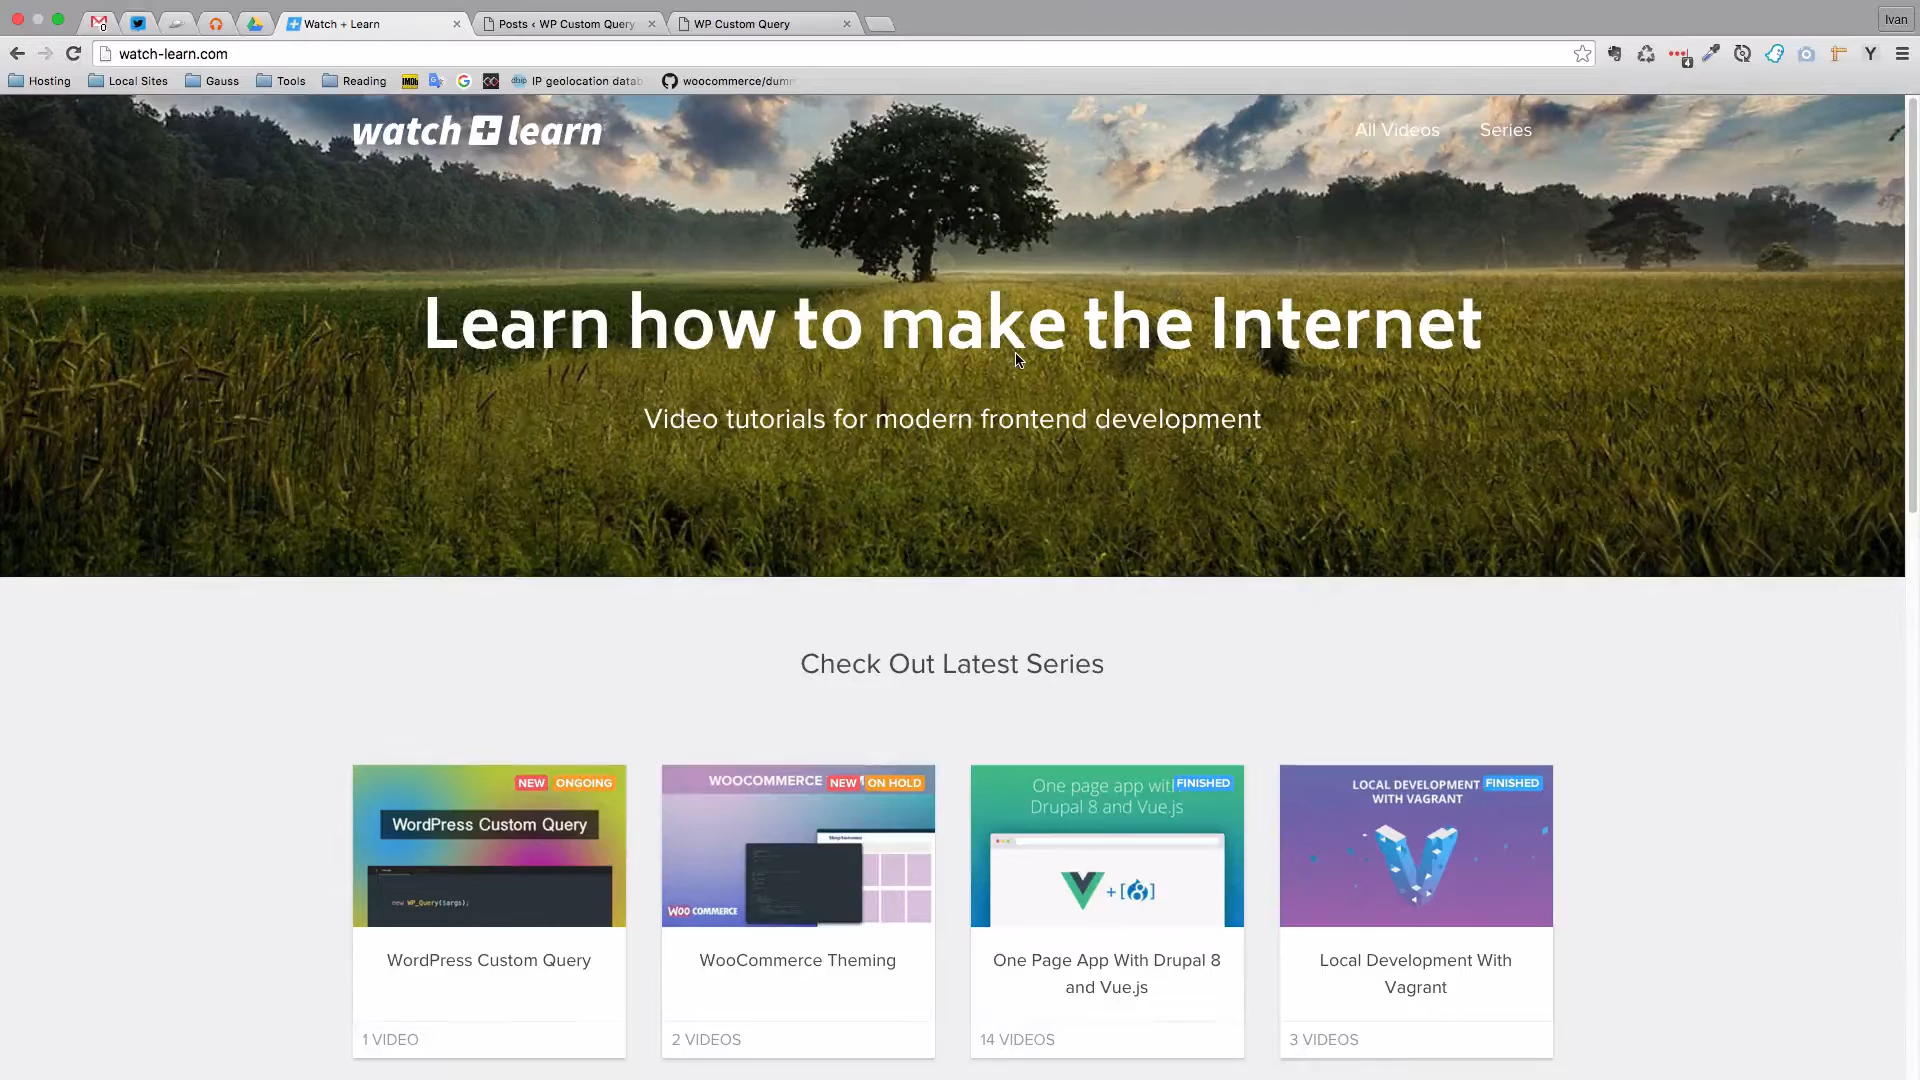 Watch + Learn
Posts ‹ WP Custom Query
WP Custom Query
Ivan
watch-learn.com
Hosting
Local Sites
Gauss
Tools
Reading
IMDb
IP geolocation datab
woocommerce/dumm
watch + learn
All Videos
Series
Learn how to make the Internet
Video tutorials for modern frontend development
Check Out Latest Series
NEW ONGOING
WordPress Custom Query
new WP_Query($args);
WordPress Custom Query
1 VIDEO
WOOCOMMERCE
NEW ON HOLD
WOO COMMERCE
WooCommerce Theming
2 VIDEOS
One page app with
FINISHED
Drupal 8 and Vue.js
One Page App With Drupal 8
and Vue.js
14 VIDEOS
LOCAL DEVELOPMENT
FINISHED
WITH VAGRANT
Local Development With
Vagrant
3 VIDEOS